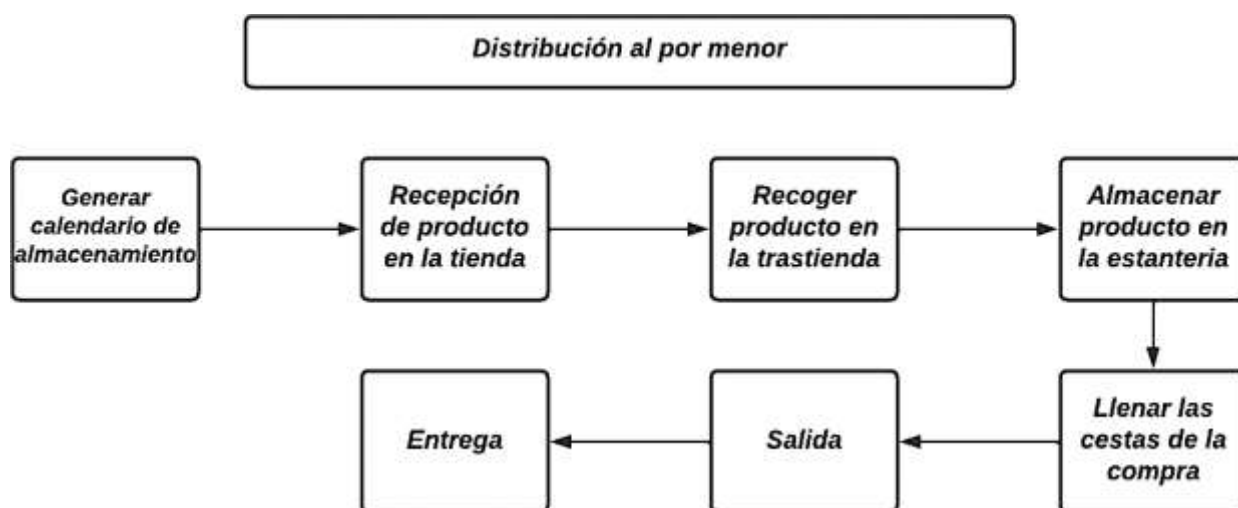 Distribución al por menor
Generar
calendario de
almacenamiento
Recepción
de producto
en la tienda
Recoger
producto en
la trastienda
Almacenar
producto en
la estanteria
Llenar las
cestas de la
compra
Salida
Entrega